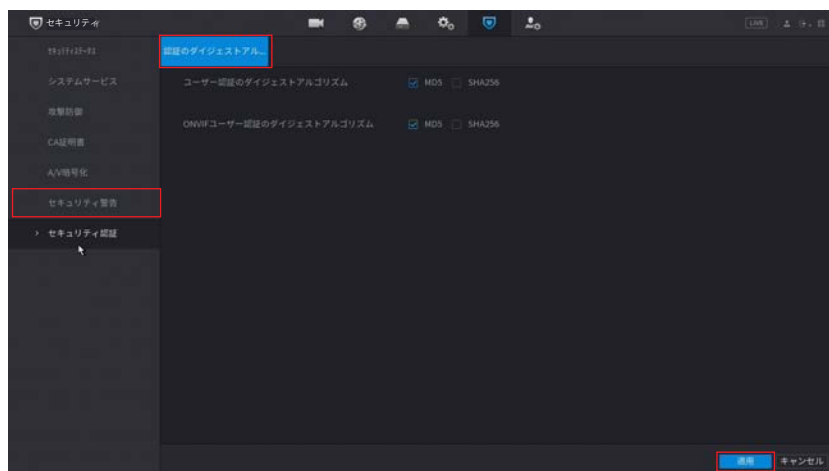 セキュリティ
LIVE
ｾｷｭﾘﾃｨｽﾃｰﾀｽ
認証のダイジェストアル...
システムサービス
ユーザー認証のダイジェストアルゴリズム MD5 SHA256
攻撃防御
ONVIFユーザー認証のダイジェストアルゴリズム MD5 SHA256
CA証明書
A/V暗号化
セキュリティ警告
セキュリティ認証
適用 キャンセル